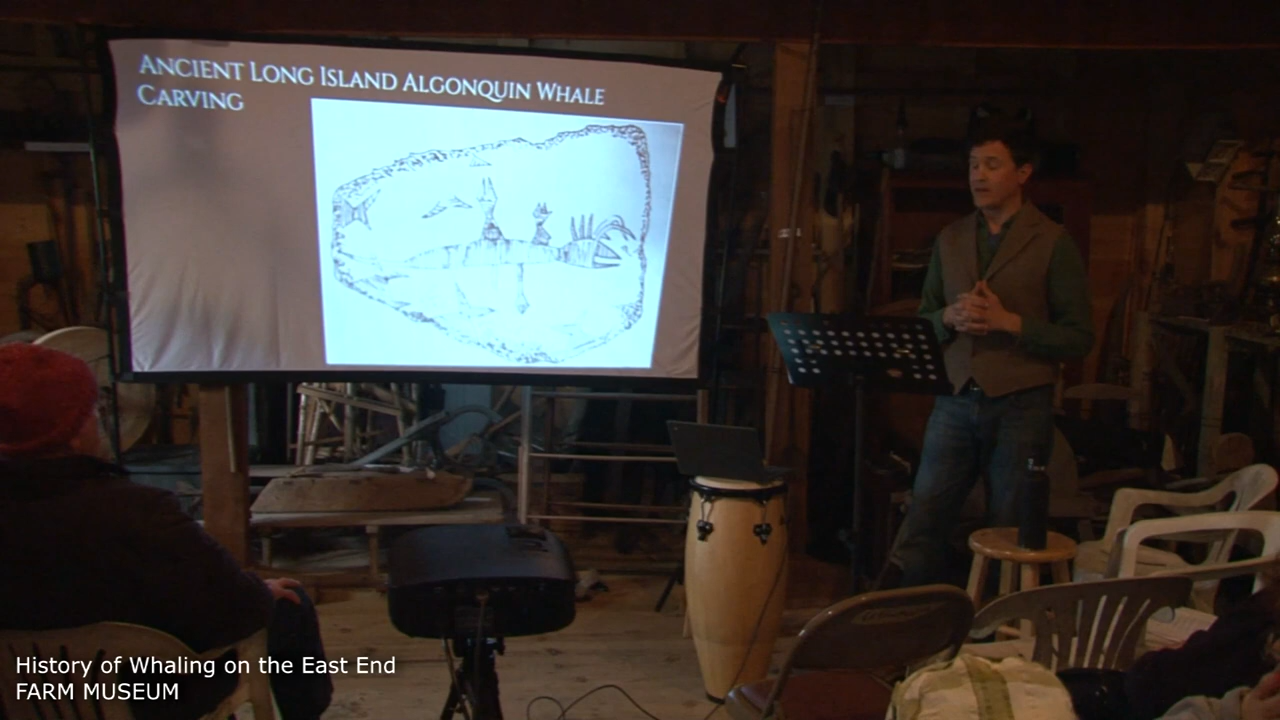 Ancient Long Island Algonquin Whale
Carving
History of Whaling on the East End
FARM MUSEUM